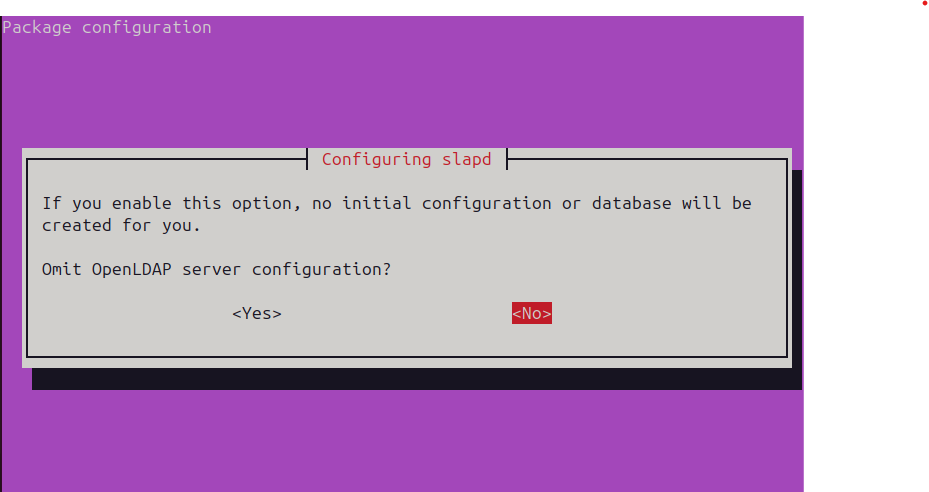 Package configuration
Configuring slapd
If you enable this option, no initial configuration or database will be
created for you.
Omit OpenLDAP server configuration?
<Yes> <No>